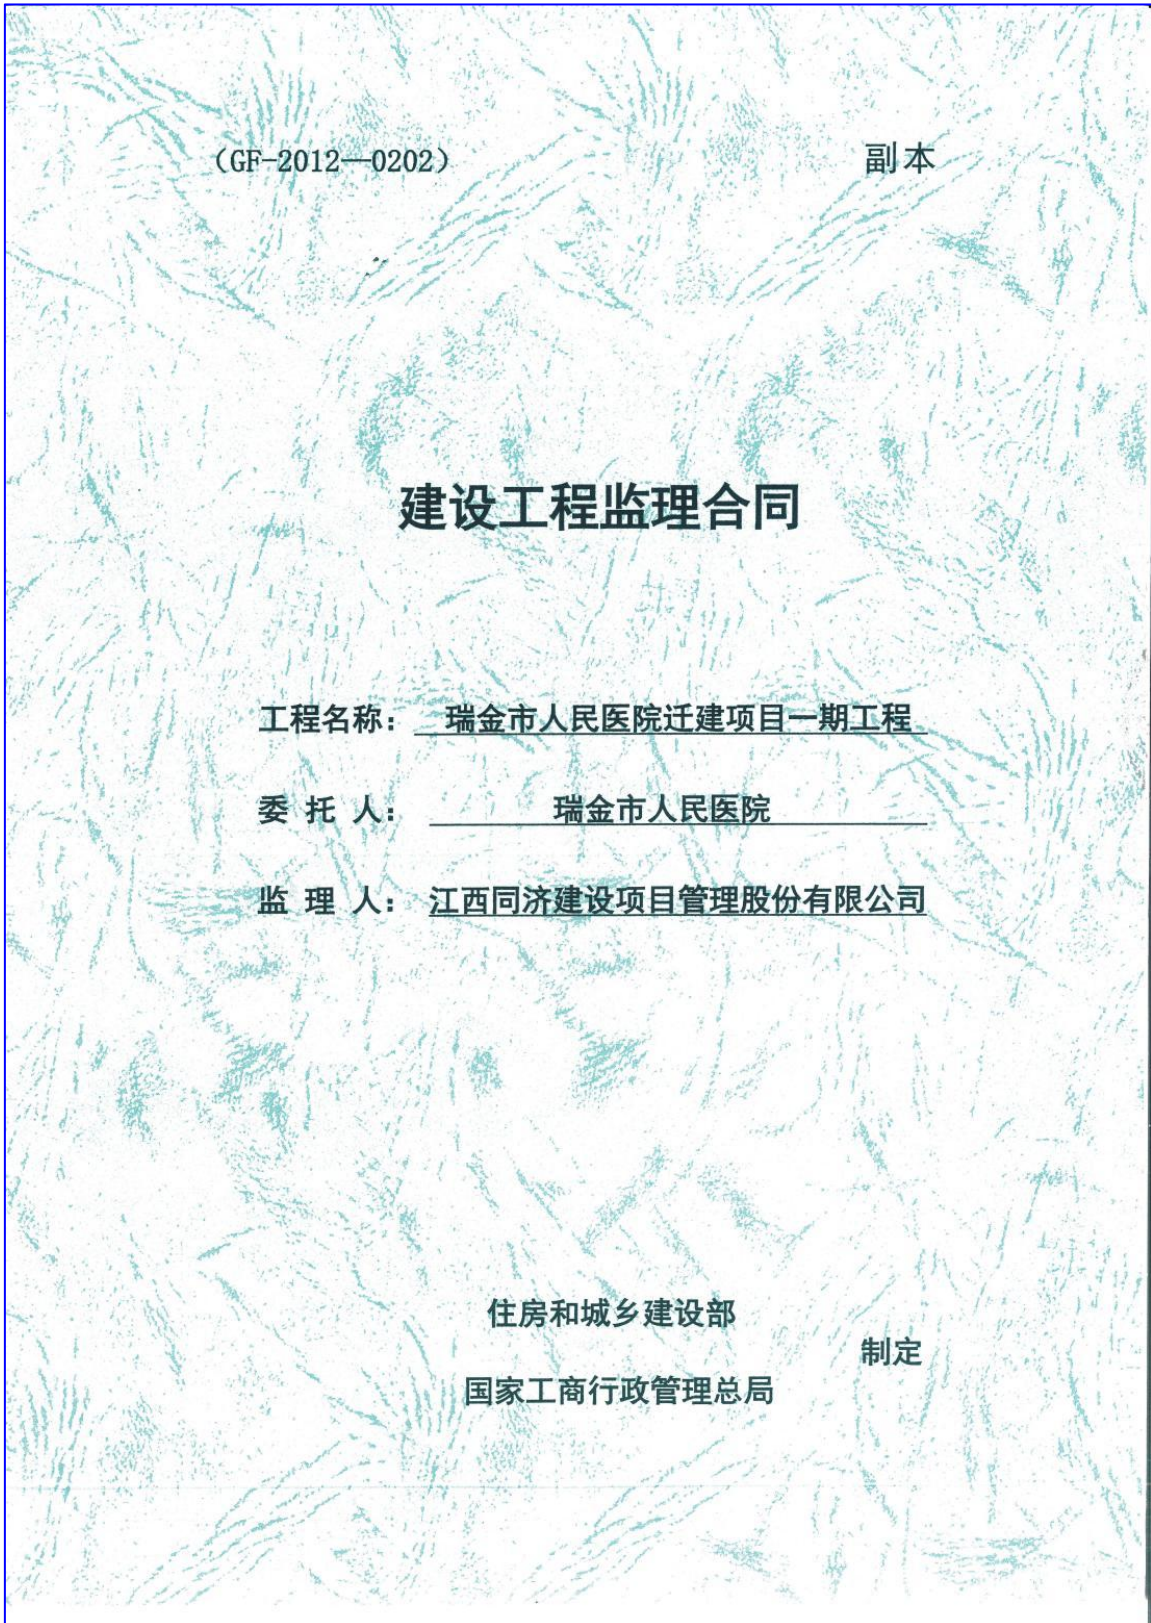 （GF-2012—0202） 副本
建设工程监理合同
工程名称： 瑞金市人民医院迁建项目一期工程
委 托 人： 瑞金市人民医院
监 理 人： 江西同济建设项目管理股份有限公司
住房和城乡建设部
制定
国家工商行政管理总局